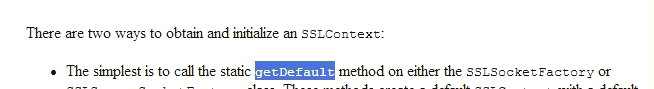 There are two ways to obtain and initialize an SSLContext:
• The simplest is to call the static getDefault method on either the SSLSocketFactory or